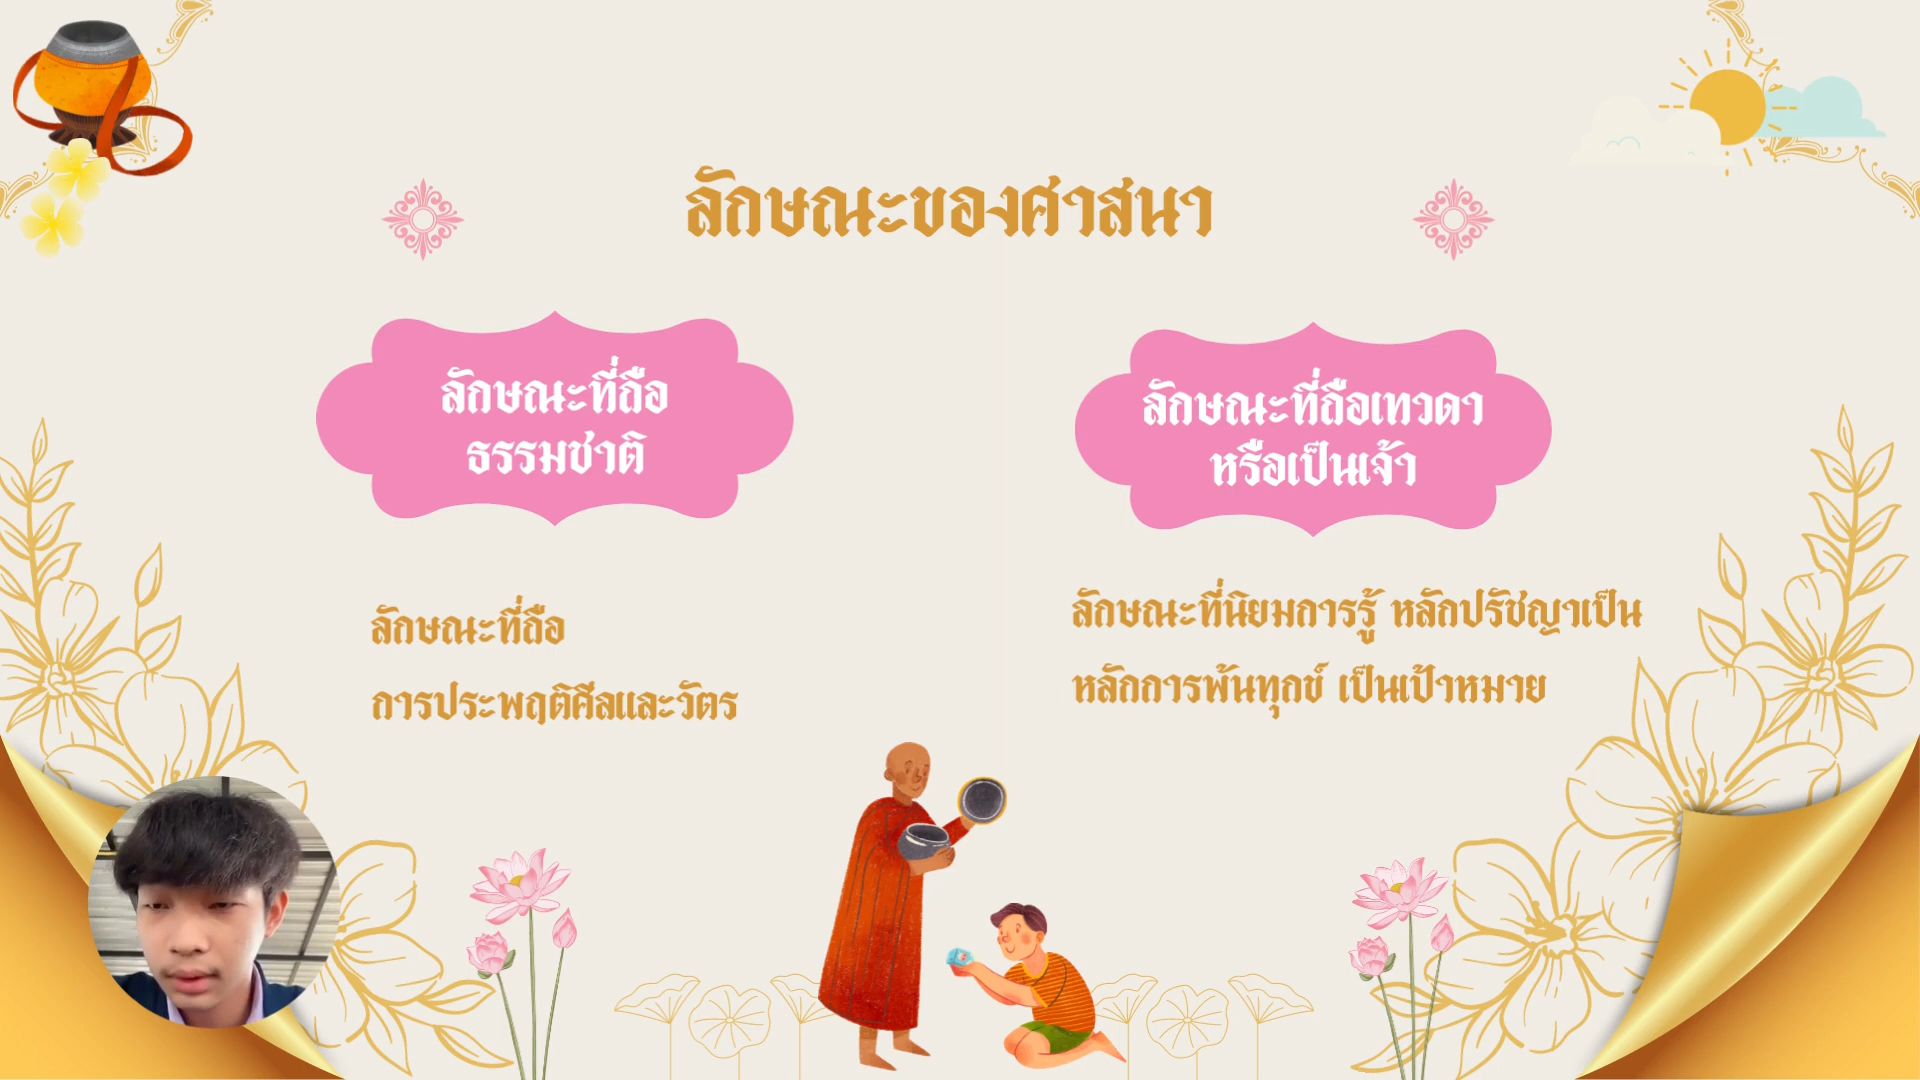 ลักษณะของศาสนา
ลักษณะที่ถือ
ธรรมชาติ
ลักษณะที่ถือเทวดา
หรือเป็นเจ้า
ลักษณะที่ถือ
การประพฤติศีลและวัตร
ลักษณะที่นิยมการรู้ หลักปรัชญาเป็น
หลักการพ้นทุกข์ เป็นเป้าหมาย